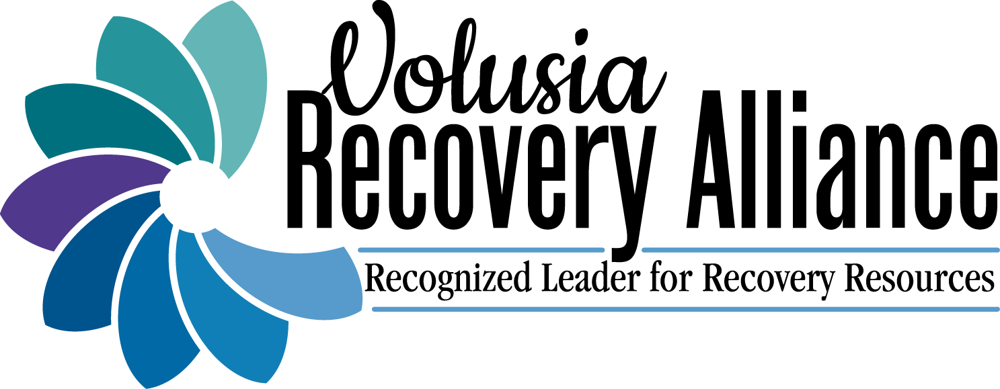 Volusia
Recovery Alliance
Recognized Leader for Recovery Resources